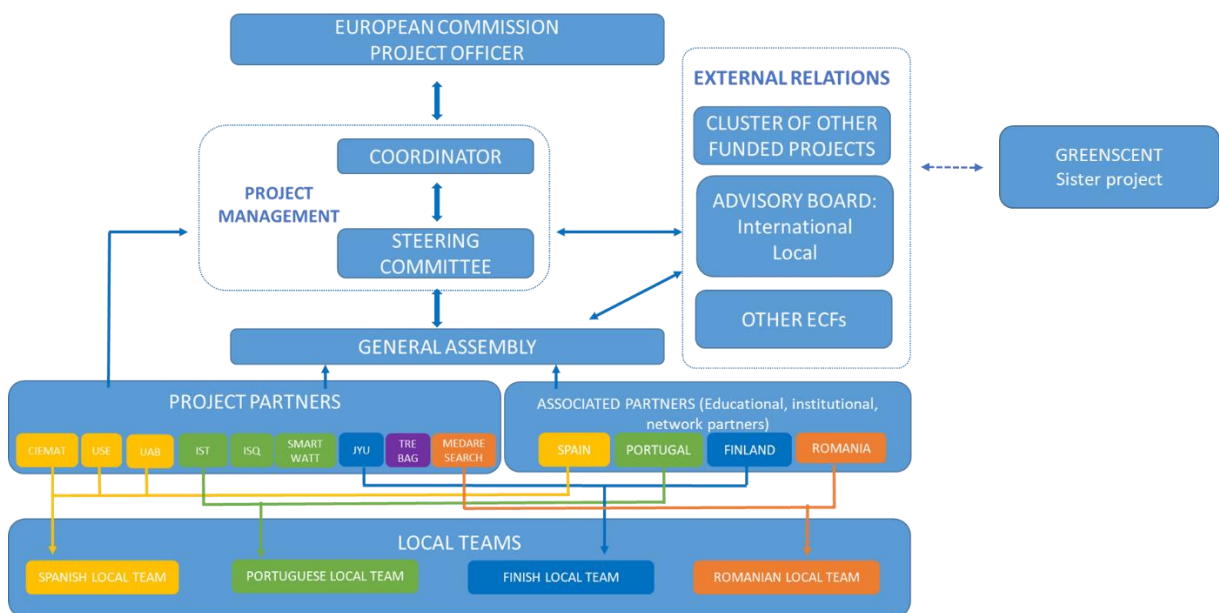 EUROPEAN COMMISSION
PROJECT OFFICER
EXTERNAL RELATIONS
CLUSTER OF OTHER
FUNDED PROJECTS
COORDINATOR
GREENSCENT
Sister project
PROJECT
MANAGEMENT
ADVISORY BOARD:
International
Local
STEERING
COMMITTEE
OTHER ECFs
GENERAL ASSEMBLY
PROJECT PARTNERS
CIEMAT
USE
UAB
IST
ISQ
SMART
WATT
JYU
TRE
BAG
MEDARE
SEARCH
ASSOCIATED PARTNERS (Educational, institutional,
network partners)
SPAIN
PORTUGAL
FINLAND
ROMANIA
LOCAL TEAMS
SPANISH LOCAL TEAM
PORTUGUESE LOCAL TEAM
FINISH LOCAL TEAM
ROMANIAN LOCAL TEAM